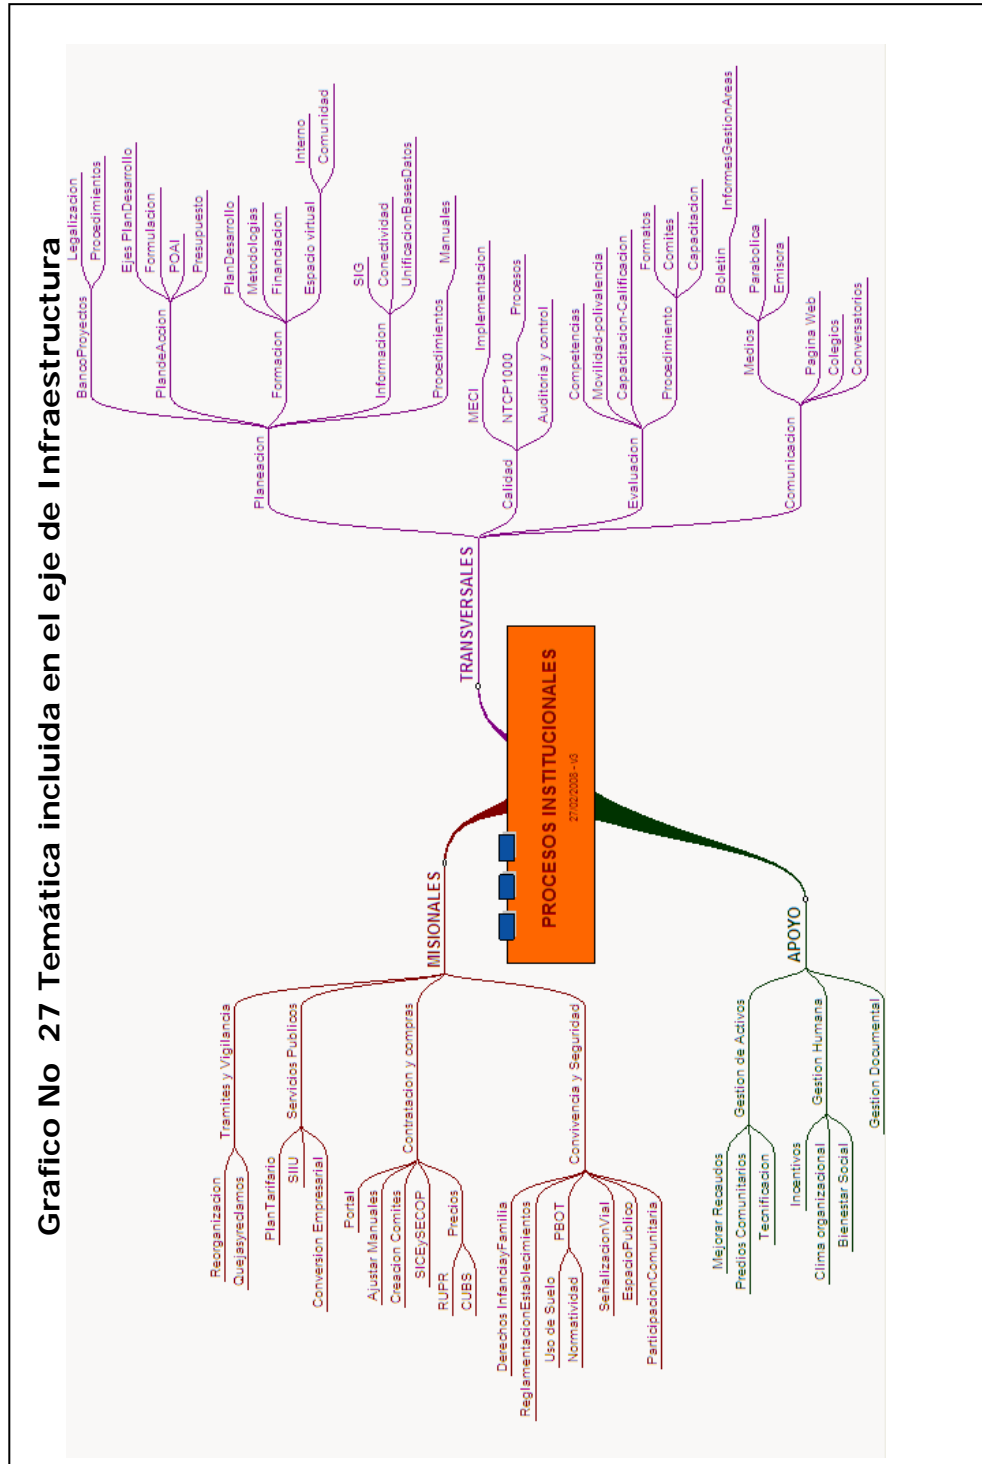 Grafico No 27 Temática incluida en el eje de Infraestructura
PROCESOS INSTITUCIONALES
27/02/2008 - v3
MISIONALES
Tramites y Vigilancia
Reorganizacion
Quejasyreclamos
Servicios Publicos
PlanTarifario
SIIU
Conversion Empresarial
Contratacion y compras
Portal
Ajustar Manuales
Creacion Comites
SICEySECOP
Precios
RUPR
CUBS
Convivencia y Seguridad
Derechos InfanciayFamilia
ReglamentacionEstablecimientos
PBOT
Uso de Suelo
Normatividad
SeñalizacionVial
EspacioPublico
ParticipacionComunitaria
TRANSVERSALES
Planeacion
BancoProyectos
Legalizacion
Procedimientos
PlandeAccion
Ejes PlanDesarrollo
Formulacion
POAI
Presupuesto
Formacion
PlanDesarrollo
Metodologias
Financiacion
Espacio virtual
Interno
Comunidad
Informacion
SIG
Conectividad
UnificacionBasesDatos
Procedimientos
Manuales
Calidad
MECI
Implementacion
NTCP1000
Procesos
Auditoria y control
Evaluacion
Competencias
Movilidad-polivalencia
Capacitacion-Calificacion
Procedimiento
Formatos
Comites
Capacitacion
Comunicacion
Medios
Boletin
InformesGestionAreas
Parabolica
Emisora
Pagina Web
Colegios
Conversatorios
APOYO
Gestion de Activos
Mejorar Recaudos
Predios Comunitarios
Tecnificacion
Gestion Humana
Incentivos
Clima organizacional
Bienestar Social
Gestion Documental